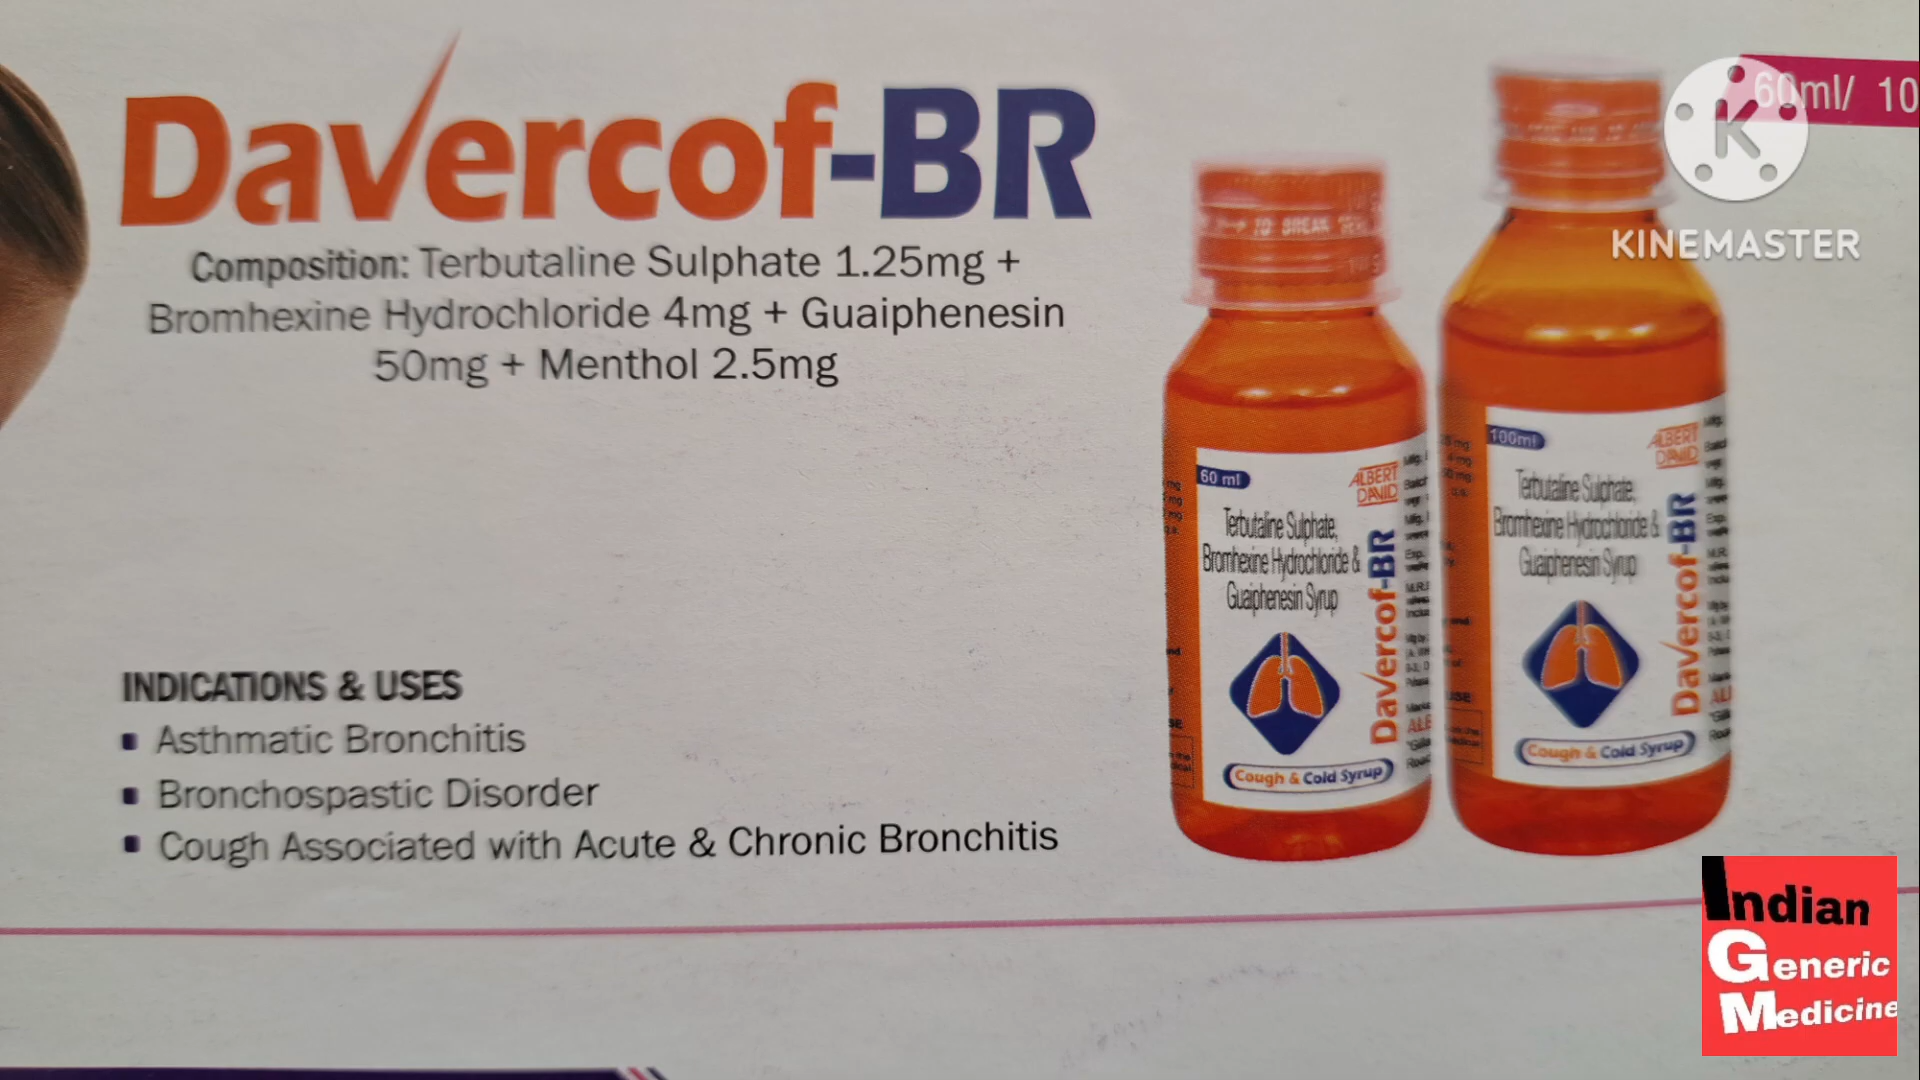 Davercof-BR
Composition: Terbutaline Sulphate 1.25mg +
Bromhexine Hydrochloride 4mg + Guaiphenesin
50mg + Menthol 2.5mg
INDICATIONS & USES
▪ Asthmatic Bronchitis
▪ Bronchospastic Disorder
▪ Cough Associated with Acute & Chronic Bronchitis
TO BREAK SEAL
60 ml
ALBERT
DAVID
Terbutaline Sulphate,
Bromhexine Hydrochloride &
Guaiphenesin Syrup
Davercof-BR
Cough & Cold Syrup
100ml
ALBERT
DAVID
Terbutaline Sulphate,
Bromhexine Hydrochloride &
Guaiphenesin Syrup
Davercof-BR
Cough & Cold Syrup
60ml/ 10
K
KINEMASTER
Indian
Generic
Medicine